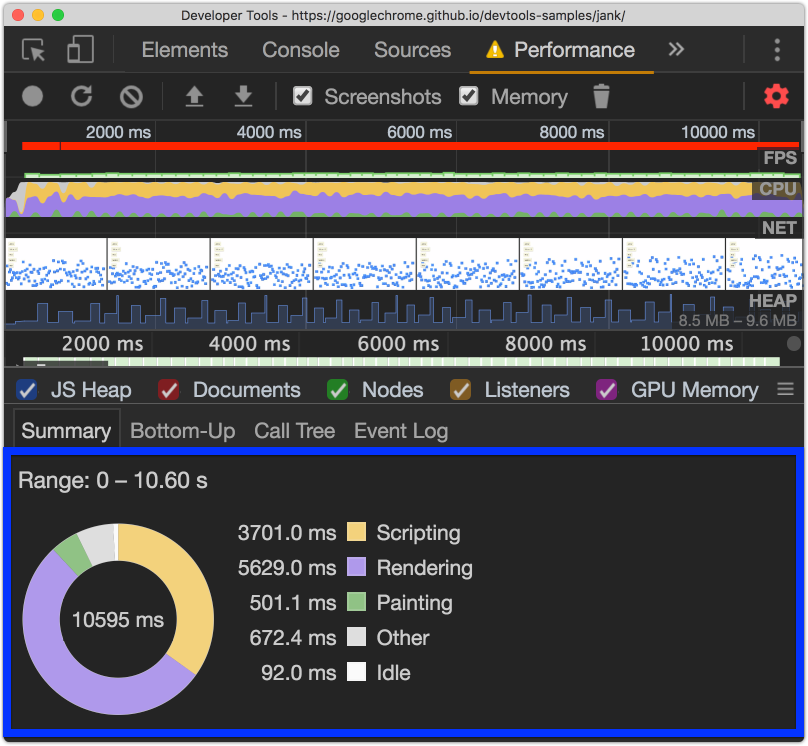 Developer Tools - https://googlechrome.github.io/devtools-samples/jank/
Elements Console Sources Performance »
Screenshots Memory
2000 ms 4000 ms 6000 ms 8000 ms 10000 ms
FPS
CPU
NET
HEAP
8.5 MB – 9.6 MB
2000 ms 4000 ms 6000 ms 8000 ms 10000 ms
JS Heap Documents Nodes Listeners GPU Memory
Summary Bottom-Up Call Tree Event Log
Range: 0 – 10.60 s
3701.0 ms Scripting
5629.0 ms Rendering
10595 ms
501.1 ms Painting
672.4 ms Other
92.0 ms Idle